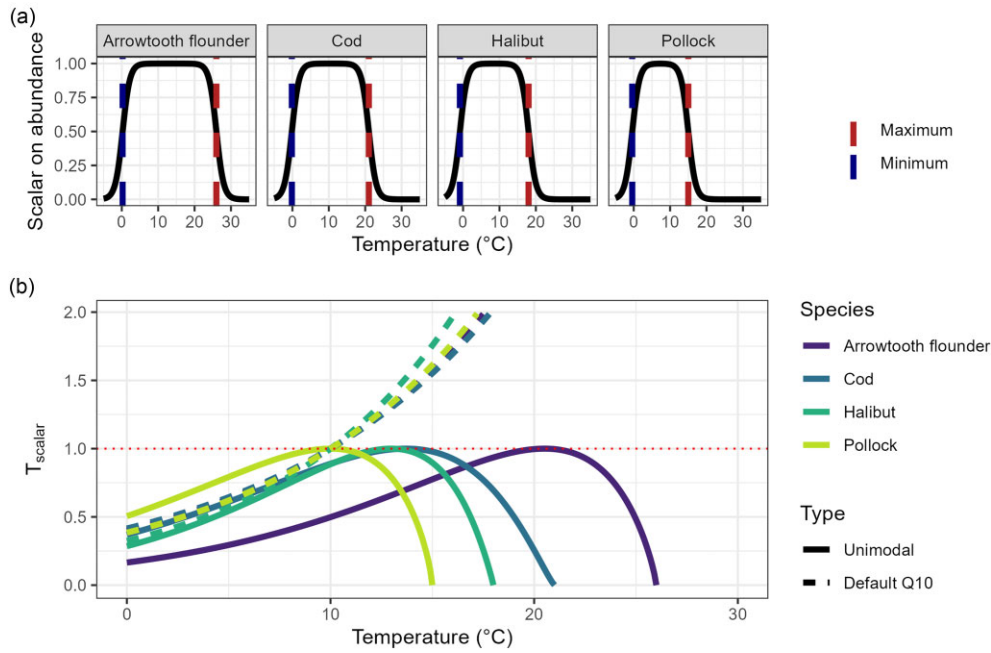 (a)
Arrowtooth flounder Cod Halibut Pollock
Scalar on abundance
1.00
0.75
0.50
0.25
0.00
0 10 20 30 0 10 20 30 0 10 20 30 0 10 20 30
Temperature (°C)
Maximum
Minimum
(b)
T scalar
2.0
1.5
1.0
0.5
0.0
0 10 20 30
Temperature (°C)
Species
Arrowtooth flounder
Cod
Halibut
Pollock
Type
Unimodal
Default Q10